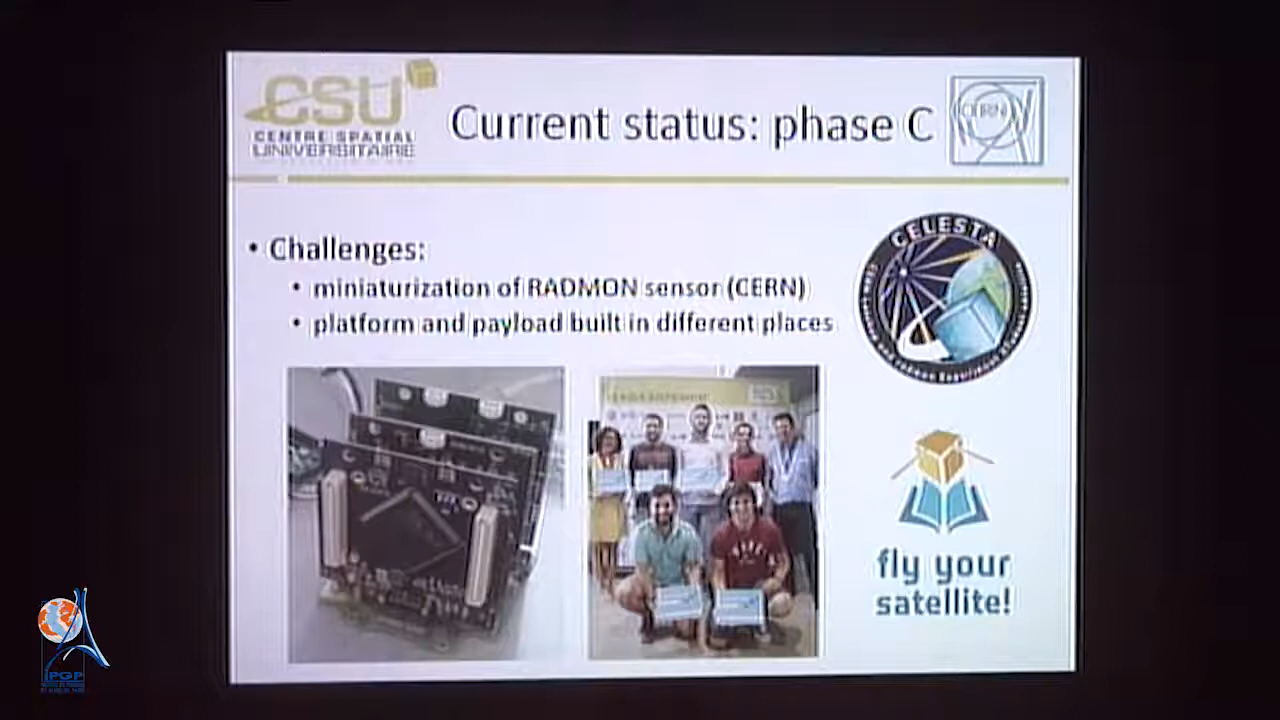 CSU
CENTRE SPATIAL
UNIVERSITAIRE
Current status: phase C
CERN
• Challenges:
• miniaturization of RADMON sensor (CERN)
• platform and payload built in different places
CELESTA
fly your
satellite!
IPGP